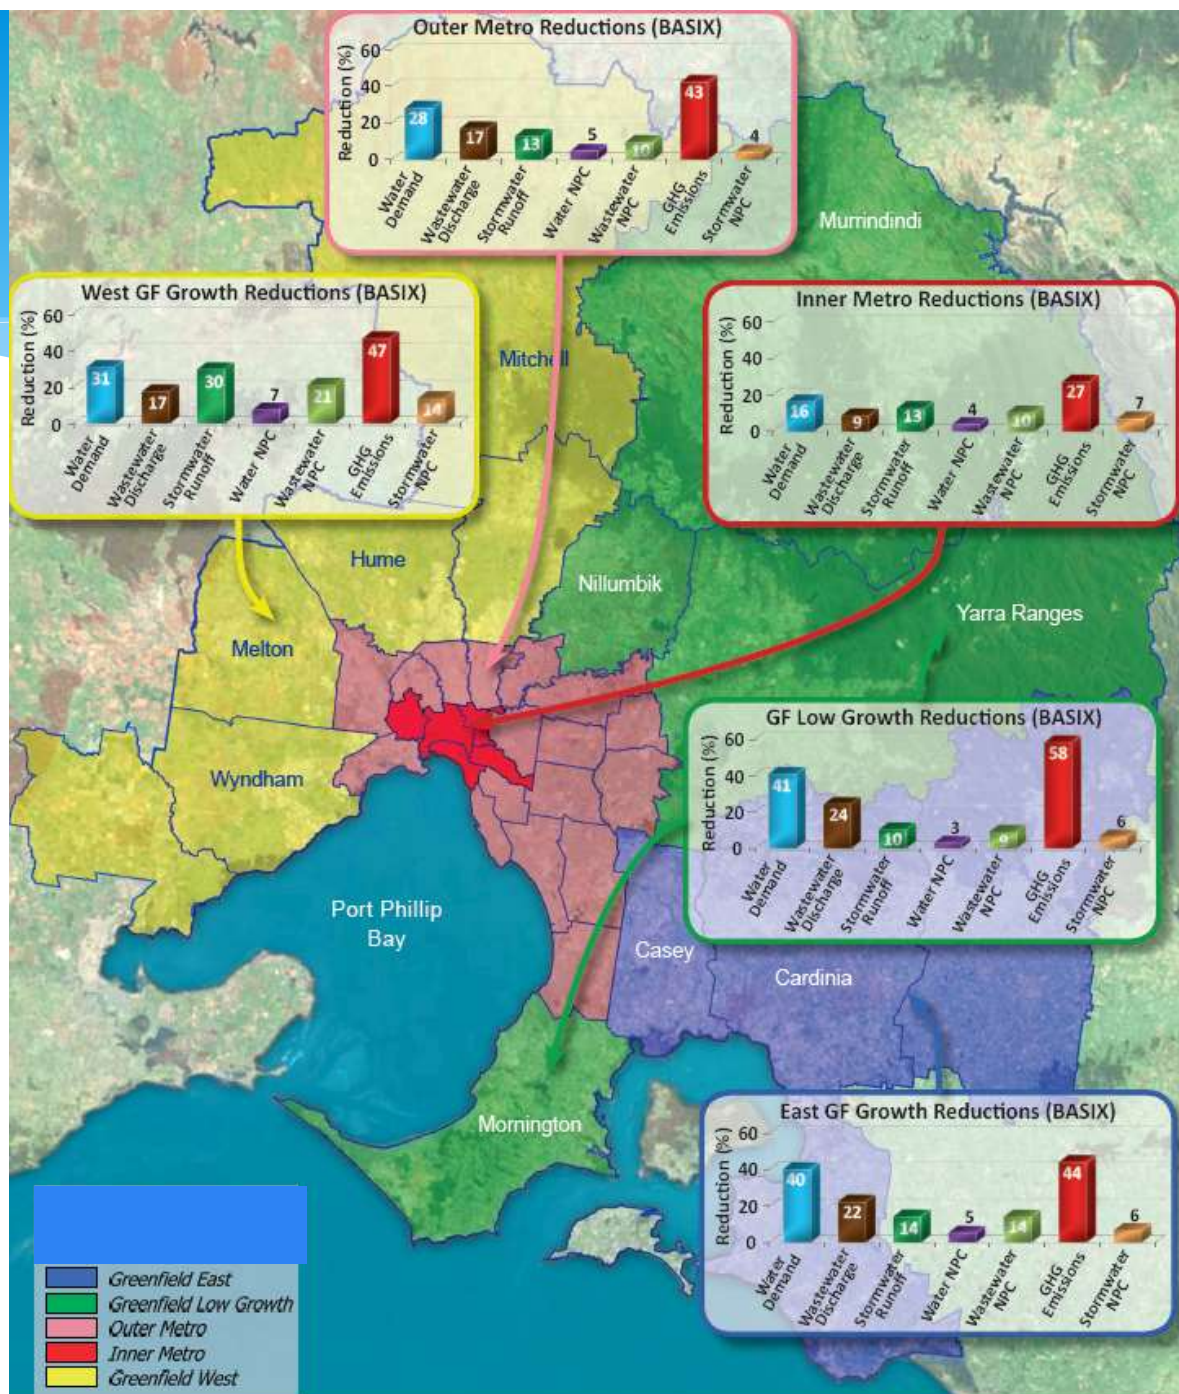 Outer Metro Reductions (BASIX)
Reduction (%)
60
40
20
0
28
17
13
5
10
43
4
Water
Demand
Wastewater
Discharge
Stormwater
Runoff
Water NPC
Wastewater
NPC
GHG
Emissions
Stormwater
NPC
Murrindindi
West GF Growth Reductions (BASIX)
Reduction (%)
60
40
20
0
31
17
30
7
21
47
14
Water
Demand
Wastewater
Discharge
Stormwater
Runoff
Water NPC
Wastewater
NPC
GHG
Emissions
Stormwater
NPC
Inner Metro Reductions (BASIX)
Reduction (%)
60
40
20
0
16
9
13
4
10
27
7
Water
Demand
Wastewater
Discharge
Stormwater
Runoff
Water NPC
Wastewater
NPC
GHG
Emissions
Stormwater
NPC
Mitchell
Hume
Nillumbik
Yarra Ranges
Melton
Wyndham
GF Low Growth Reductions (BASIX)
Reduction (%)
60
40
20
0
41
24
10
3
9
58
6
Water
Demand
Wastewater
Discharge
Stormwater
Runoff
Water NPC
Wastewater
NPC
GHG
Emissions
Stormwater
NPC
Port Phillip
Bay
Casey
Cardinia
Mornington
East GF Growth Reductions (BASIX)
Reduction (%)
60
40
20
0
40
22
14
5
14
44
6
Water
Demand
Wastewater
Discharge
Stormwater
Runoff
Water NPC
Wastewater
NPC
GHG
Emissions
Stormwater
NPC
Greenfield East
Greenfield Low Growth
Outer Metro
Inner Metro
Greenfield West